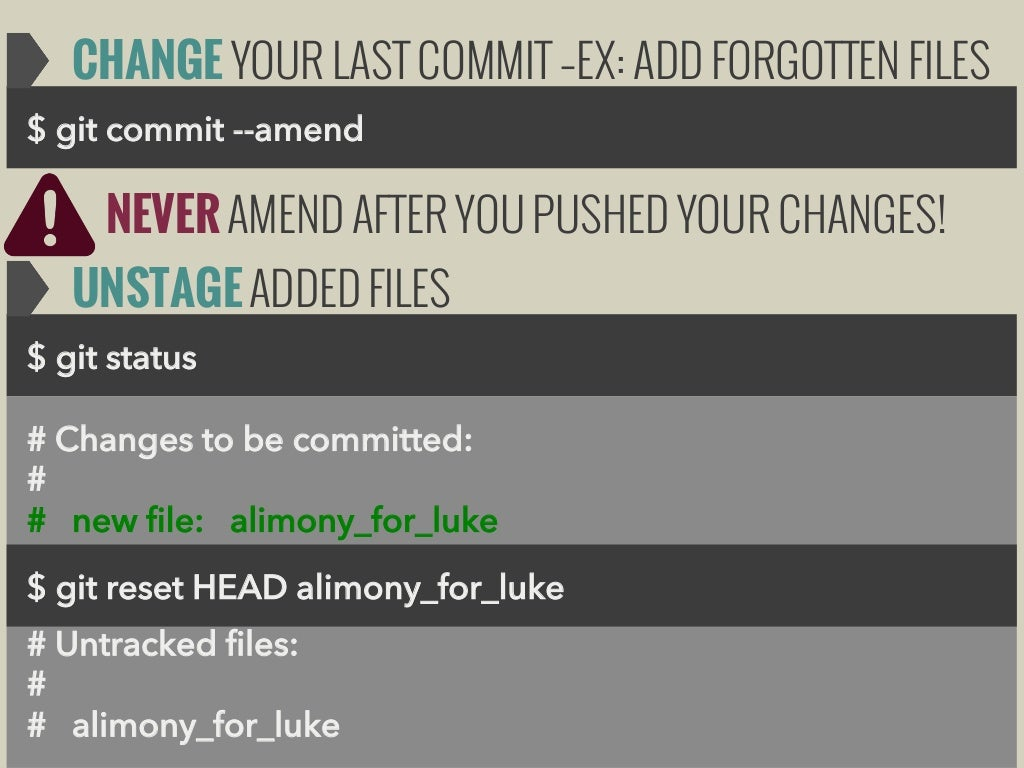 CHANGE YOUR LAST COMMIT –EX: ADD FORGOTTEN FILES
$ git commit --amend
NEVER AMEND AFTER YOU PUSHED YOUR CHANGES!
UNSTAGE ADDED FILES
$ git status
# Changes to be committed:
#
# new file: alimony_for_luke
$ git reset HEAD alimony_for_luke
# Untracked files:
#
# alimony_for_luke